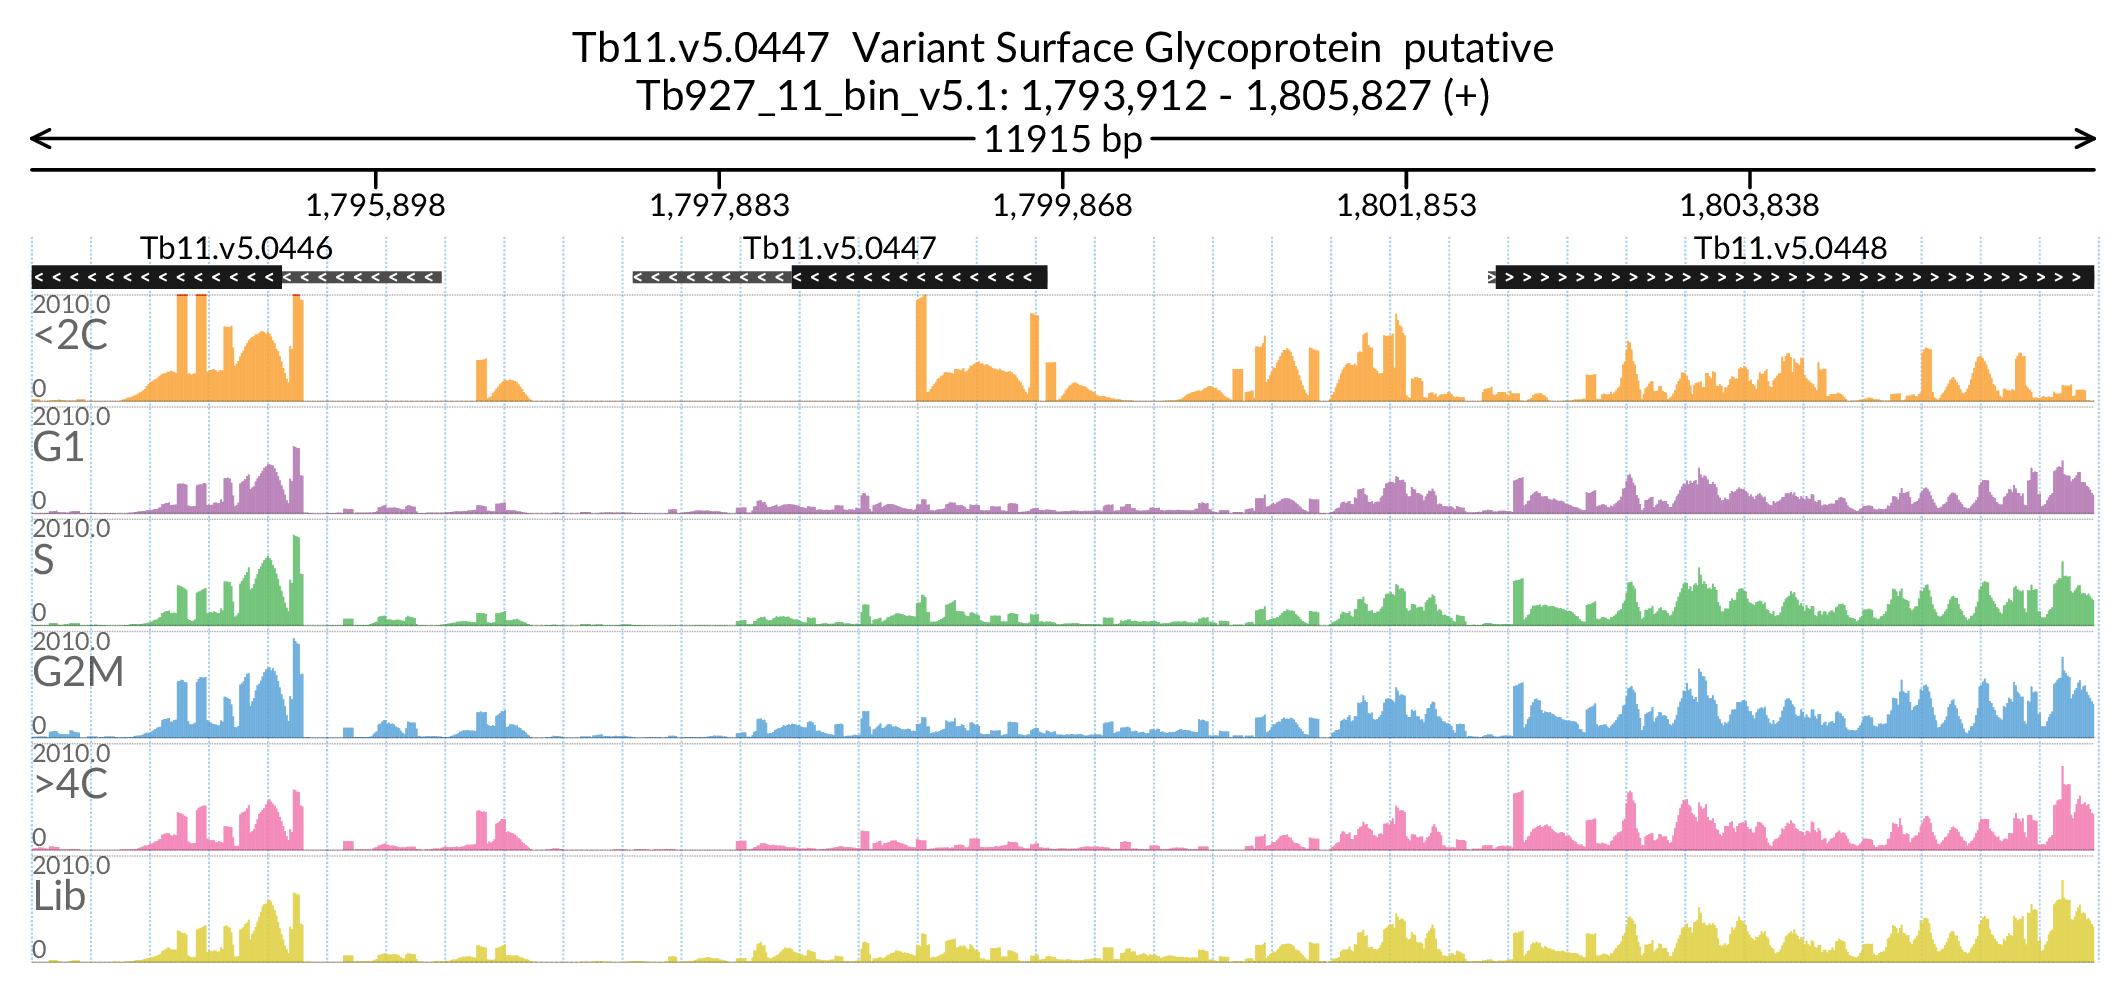 Tb11.v5.0447 Variant Surface Glycoprotein putative
Tb927_11_bin_v5.1: 1,793,912 - 1,805,827 (+)
11915 bp
1,795,898 1,797,883 1,799,868 1,801,853 1,803,838
Tb11.v5.0446 Tb11.v5.0447 Tb11.v5.0448
2010.0
<2C
0
2010.0
G1
0
2010.0
S
0
2010.0
G2M
0
2010.0
>4C
0
2010.0
Lib
0